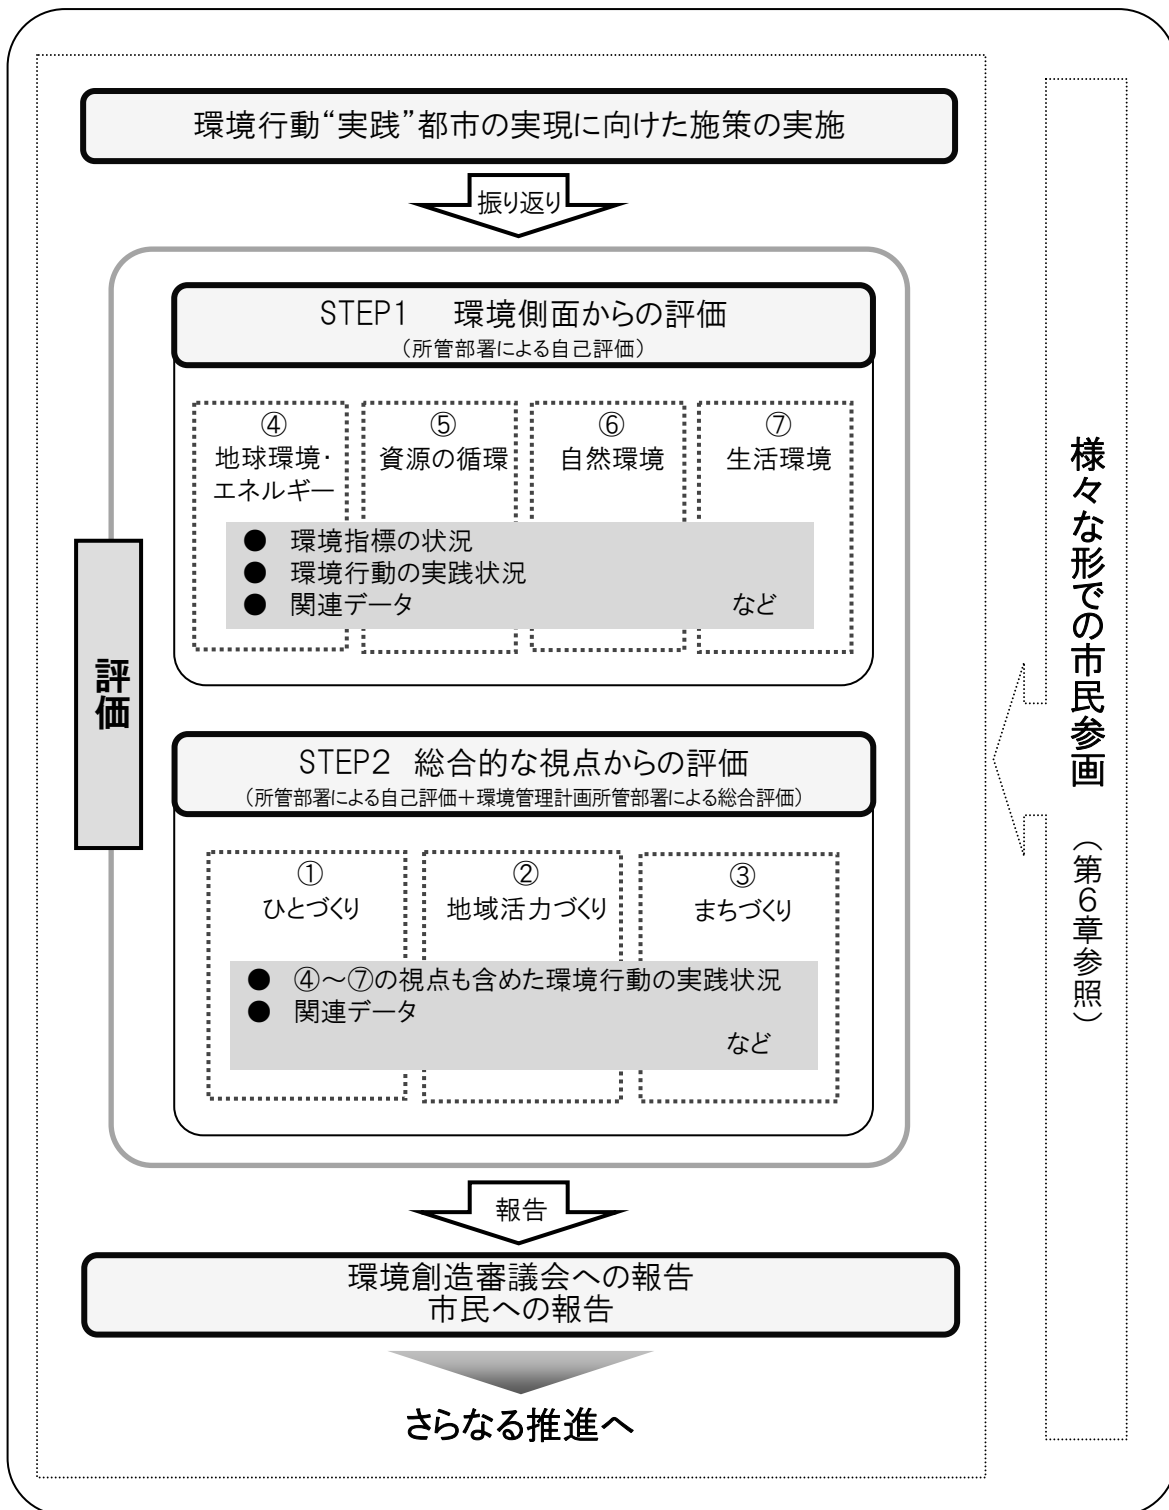 環境行動“実践”都市の実現に向けた施策の実施
振り返り
STEP1　環境側面からの評価
（所管部署による自己評価）
④
地球環境・
エネルギー
⑤
資源の循環
⑥
自然環境
⑦
生活環境
●　環境指標の状況
●　環境行動の実践状況
●　関連データ　など
評価
STEP2　総合的な視点からの評価
（所管部署による自己評価＋環境管理計画所管部署による総合評価）
①
ひとづくり
②
地域活力づくり
③
まちづくり
●　④～⑦の視点も含めた環境行動の実践状況
●　関連データ
など
報告
環境創造審議会への報告
市民への報告
さらなる推進へ
様々な形での市民参画　（第６章参照）